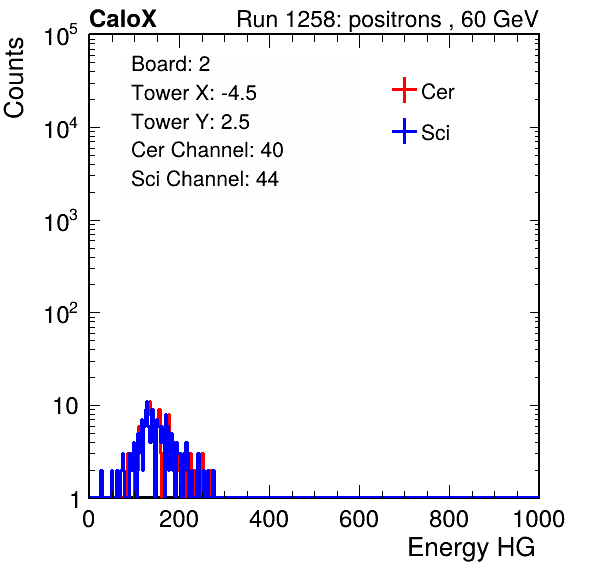 CaloX Run 1258: positrons , 60 GeV
Counts
Board: 2
Tower X: -4.5
Tower Y: 2.5
Cer Channel: 40
Sci Channel: 44
Cer
Sci
10^5
10^4
10^3
10^2
10
1
0 200 400 600 800 1000
Energy HG